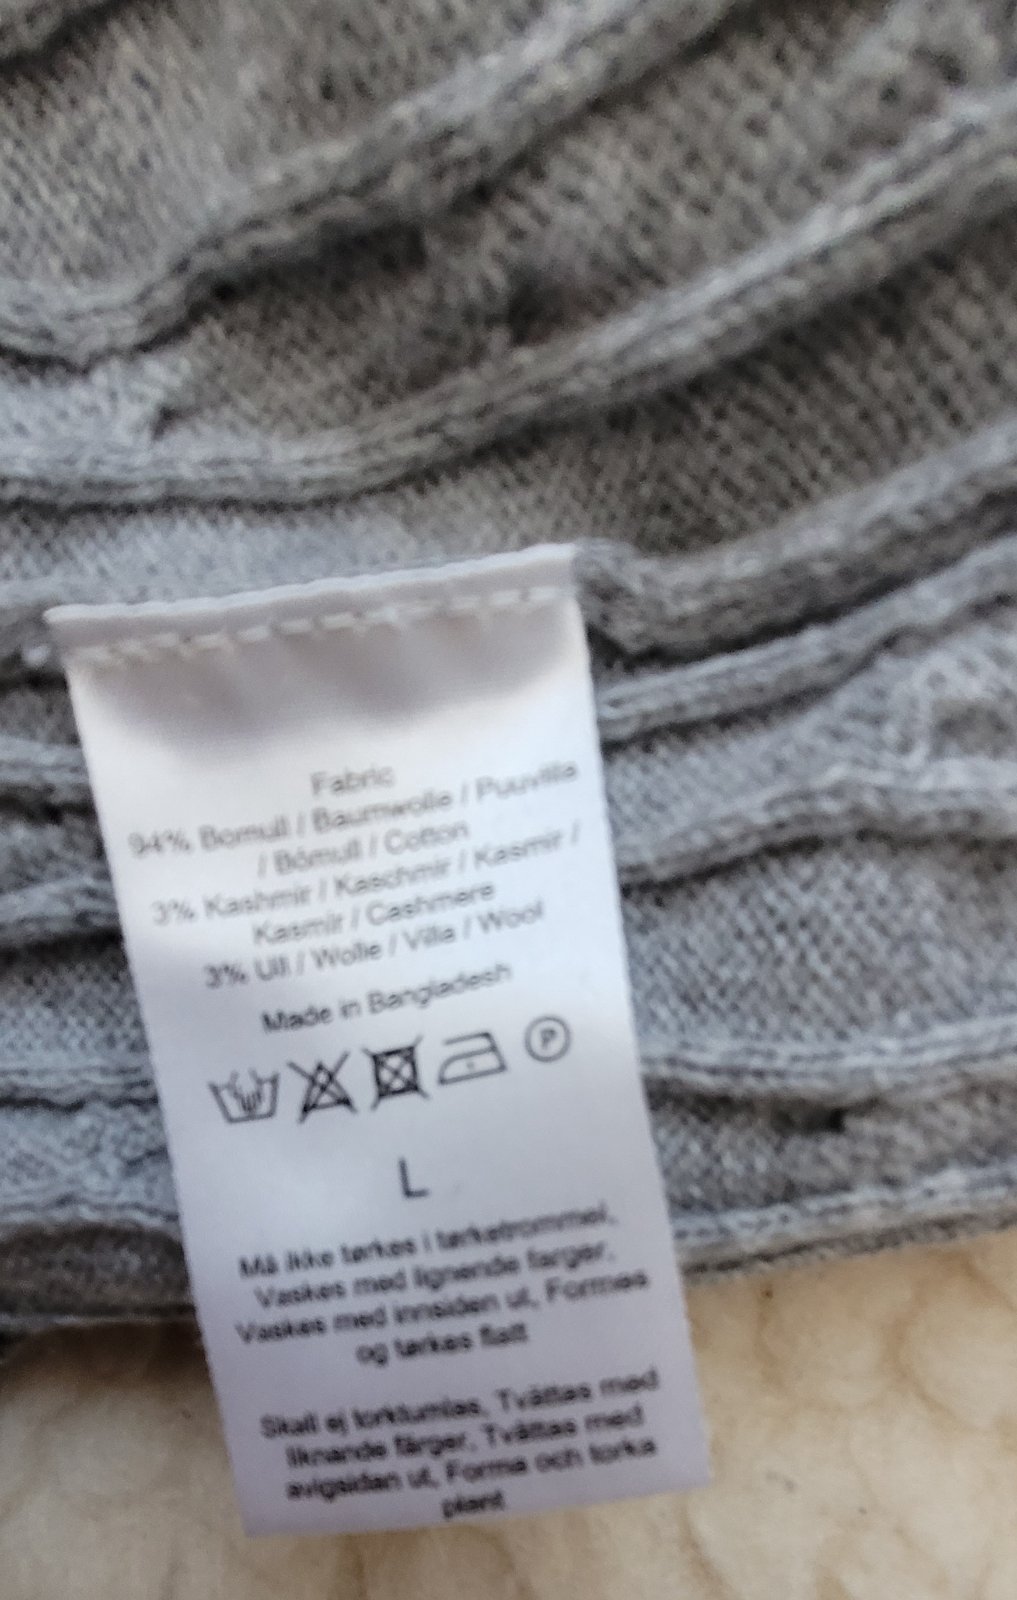 Fabric
94% Bomull / Baumwolle / Puuvilla
/ Bómull / Cotton
3% Kashmir / Kaschmir / Kasmir /
Kasmir / Cashmere
3% Ull / Wolle / Villa / Wool
Made in Bangladesh
P
L
Må ikke tørkes i tørketrommel,
Vaskes med lignende farger,
Vaskes med innsiden ut, Formes
og tørkes flatt
Skall ej torktumlas, Tvättas med
liknande färger, Tvättas med
avigsidan ut, Forma och torka
plant